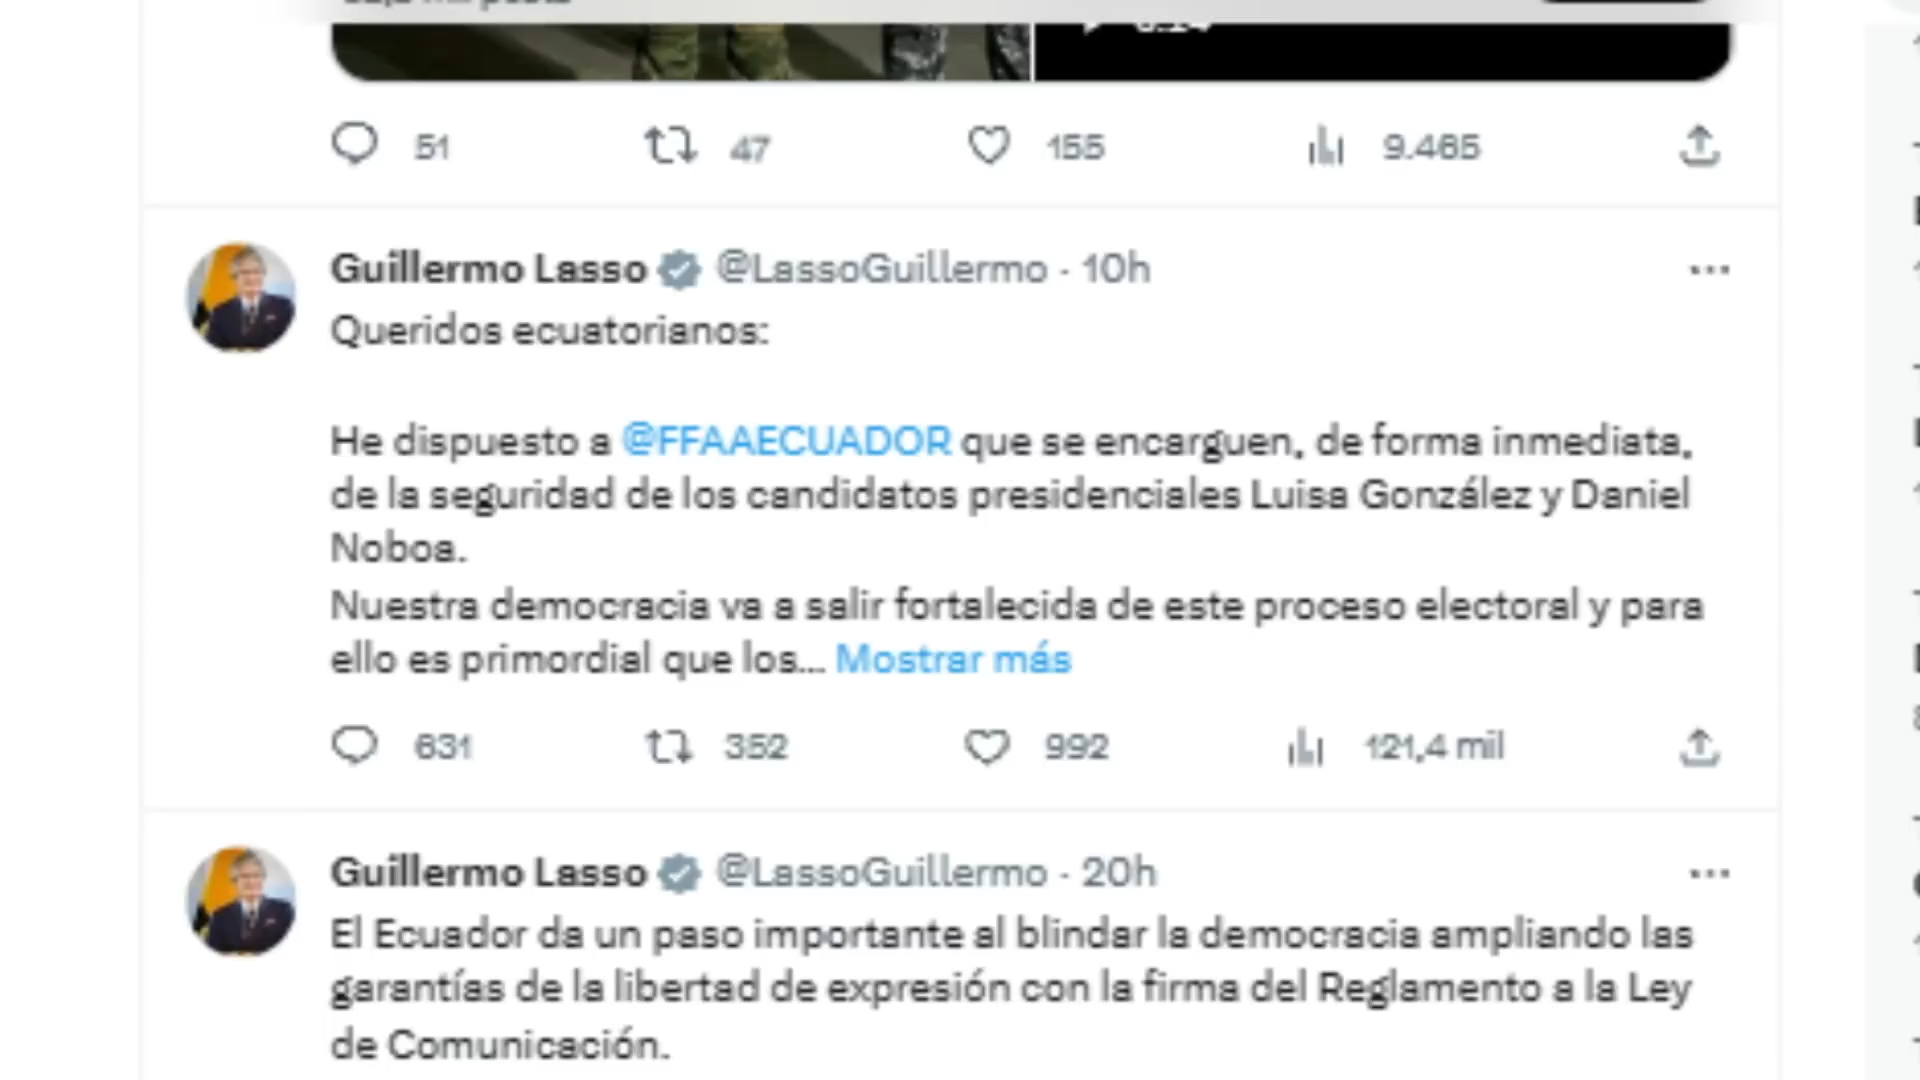 51 47 155 9.465
Guillermo Lasso @LassoGuillermo · 10h
Queridos ecuatorianos:
He dispuesto a @FFAAECUADOR que se encarguen, de forma inmediata,
de la seguridad de los candidatos presidenciales Luisa González y Daniel
Noboa.
Nuestra democracia va a salir fortalecida de este proceso electoral y para
ello es primordial que los... Mostrar más
631 352 992 121,4 mil
Guillermo Lasso @LassoGuillermo · 20h
El Ecuador da un paso importante al blindar la democracia ampliando las
garantías de la libertad de expresión con la firma del Reglamento a la Ley
de Comunicación.